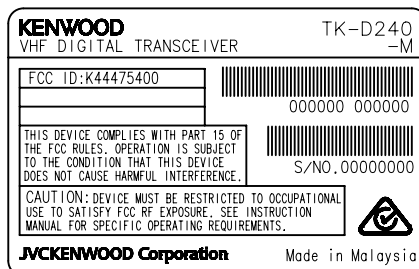 KENWOOD TK-D240
VHF DIGITAL TRANSCEIVER -M
FCC ID:K44475400
000000 000000
THIS DEVICE COMPLIES WITH PART 15 OF
THE FCC RULES. OPERATION IS SUBJECT
TO THE CONDITION THAT THIS DEVICE
DOES NOT CAUSE HARMFUL INTERFERENCE.
S/NO.00000000
CAUTION: DEVICE MUST BE RESTRICTED TO OCCUPATIONAL
USE TO SATISFY FCC RF EXPOSURE. SEE INSTRUCTION
MANUAL FOR SPECIFIC OPERATING REQUIREMENTS.
JVCKENWOOD Corporation Made in Malaysia